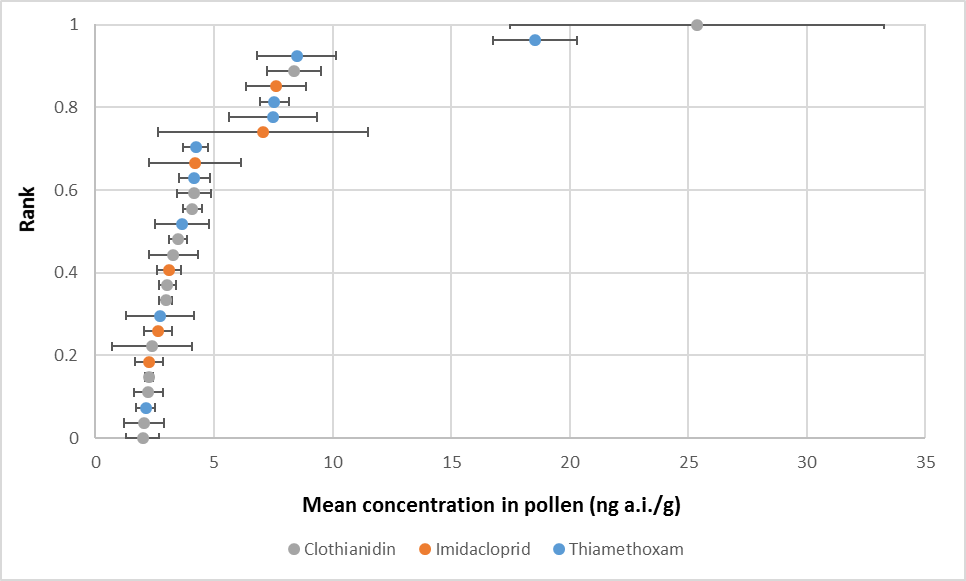 1
0.8
0.6
0.4
0.2
0
Rank
0 5 10 15 20 25 30 35
Mean concentration in pollen (ng a.i./g)
Clothianidin Imidacloprid Thiamethoxam